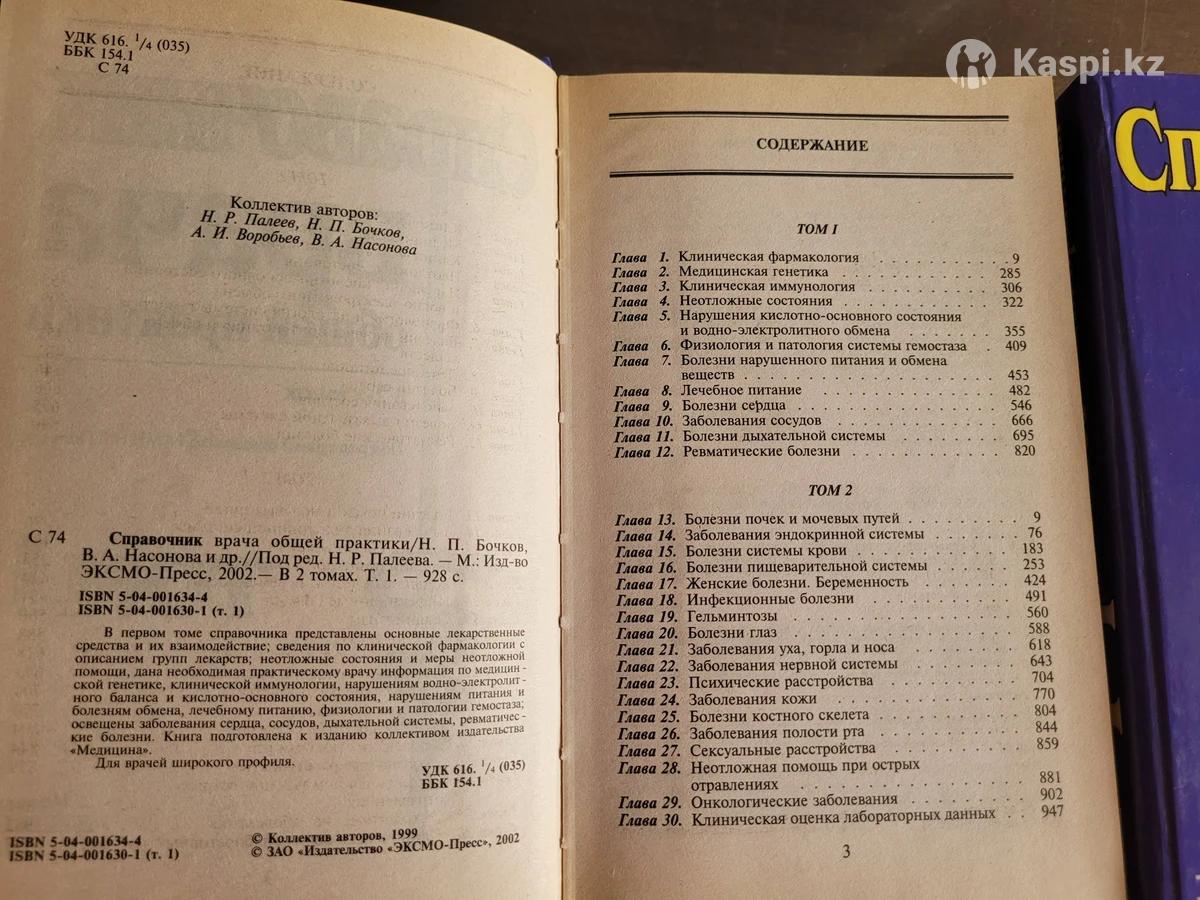 УДК 616. 1/4 (035)
ББК 154.1
С 74
Коллектив авторов:
Н. Р. Палеев, Н. П. Бочков,
А. И. Воробьев, В. А. Насонова
С 74
Справочник врача общей практики/Н. П. Бочков,
В. А. Насонова и др.//Под ред. Н. Р. Палеева. — М.: Изд-во
ЭКСМО-Пресс, 2002.— В 2 томах. Т. 1. — 928 с.
ISBN 5-04-001634-4
ISBN 5-04-001630-1 (т. 1)
В первом томе справочника представлены основные лекарственные
средства и их взаимодействие; сведения по клинической фармакологии с
описанием групп лекарств; неотложные состояния и меры неотложной
помощи, дана необходимая практическому врачу информация по медицин-
ской генетике, клинической иммунологии, нарушениям водно-электролит-
ного баланса и кислотно-основного состояния, нарушениям питания и
болезням обмена, лечебному питанию, физиологии и патологии гемостаза;
освещены заболевания сердца, сосудов, дыхательной системы, ревматичес-
кие болезни. Книга подготовлена к изданию коллективом издательства
«Медицина».
Для врачей широкого профиля.
УДК 616. 1/4 (035)
ББК 154.1
ISBN 5-04-001634-4
ISBN 5-04-001630-1 (т. 1)
© Коллектив авторов, 1999
© ЗАО «Издательство «ЭКСМО-Пресс», 2002
СОДЕРЖАНИЕ
ТОМ I
Глава 1. Клиническая фармакология . . . . . . . . . . 9
Глава 2. Медицинская генетика . . . . . . . . . . . . 285
Глава 3. Клиническая иммунология . . . . . . . . . . 306
Глава 4. Неотложные состояния . . . . . . . . . . . . 322
Глава 5. Нарушения кислотно-основного состояния
и водно-электролитного обмена . . . . . . . 355
Глава 6. Физиология и патология системы гемостаза . 409
Глава 7. Болезни нарушенного питания и обмена
веществ . . . . . . . . . . . . . . . . . . 453
Глава 8. Лечебное питание . . . . . . . . . . . . . . 482
Глава 9. Болезни сердца . . . . . . . . . . . . . . . 546
Глава 10. Заболевания сосудов . . . . . . . . . . . . 666
Глава 11. Болезни дыхательной системы . . . . . . . . 695
Глава 12. Ревматические болезни . . . . . . . . . . . 820
ТОМ 2
Глава 13. Болезни почек и мочевых путей . . . . . . . 9
Глава 14. Заболевания эндокринной системы . . . . . . 76
Глава 15. Болезни системы крови . . . . . . . . . . . 183
Глава 16. Болезни пищеварительной системы . . . . . . 253
Глава 17. Женские болезни. Беременность . . . . . . . 424
Глава 18. Инфекционные болезни . . . . . . . . . . . 491
Глава 19. Гельминтозы . . . . . . . . . . . . . . . . 560
Глава 20. Болезни глаз . . . . . . . . . . . . . . . 588
Глава 21. Заболевания уха, горла и носа . . . . . . . 618
Глава 22. Заболевания нервной системы . . . . . . . . 643
Глава 23. Психические расстройства . . . . . . . . . 704
Глава 24. Заболевания кожи . . . . . . . . . . . . . 770
Глава 25. Болезни костного скелета . . . . . . . . . 804
Глава 26. Заболевания полости рта . . . . . . . . . . 844
Глава 27. Сексуальные расстройства . . . . . . . . . 859
Глава 28. Неотложная помощь при острых
отравлениях . . . . . . . . . . . . . . . . 881
Глава 29. Онкологические заболевания . . . . . . . . 902
Глава 30. Клиническая оценка лабораторных данных . . 947
3
Kaspi.kz